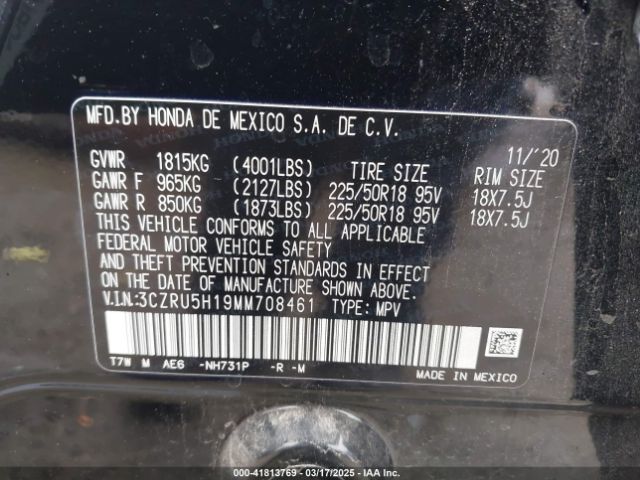 MFD.BY HONDA DE MEXICO S.A. DE C.V.
11/'20
GVWR 1815KG (4001LBS) TIRE SIZE RIM SIZE
GAWR F 965KG (2127LBS) 225/50R18 95V 18X7.5J
GAWR R 850KG (1873LBS) 225/50R18 95V 18X7.5J
THIS VEHICLE CONFORMS TO ALL APPLICABLE
FEDERAL MOTOR VEHICLE SAFETY
AND THEFT PREVENTION STANDARDS IN EFFECT
ON THE DATE OF MANUFACTURE SHOWN ABOVE.
V.I.N.:3CZRU5H19MM708461 TYPE: MPV
T7W M AE6 -NH731P -R -M
MADE IN MEXICO
000-41813769 - 03/17/2025 - IAAI.COM